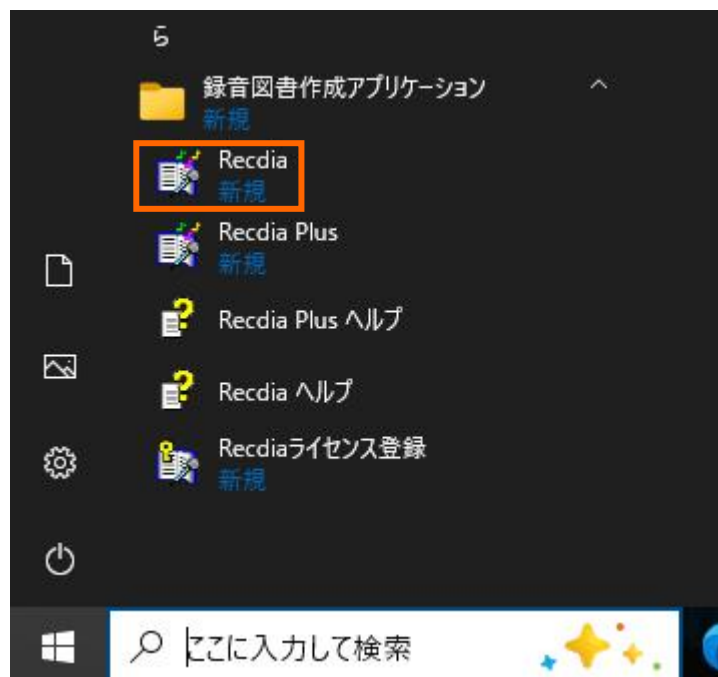 ら
録音図書作成アプリケーション
新規
Recdia
新規
Recdia Plus
新規
Recdia Plus ヘルプ
Recdia ヘルプ
Recdiaライセンス登録
新規
ここに入力して検索